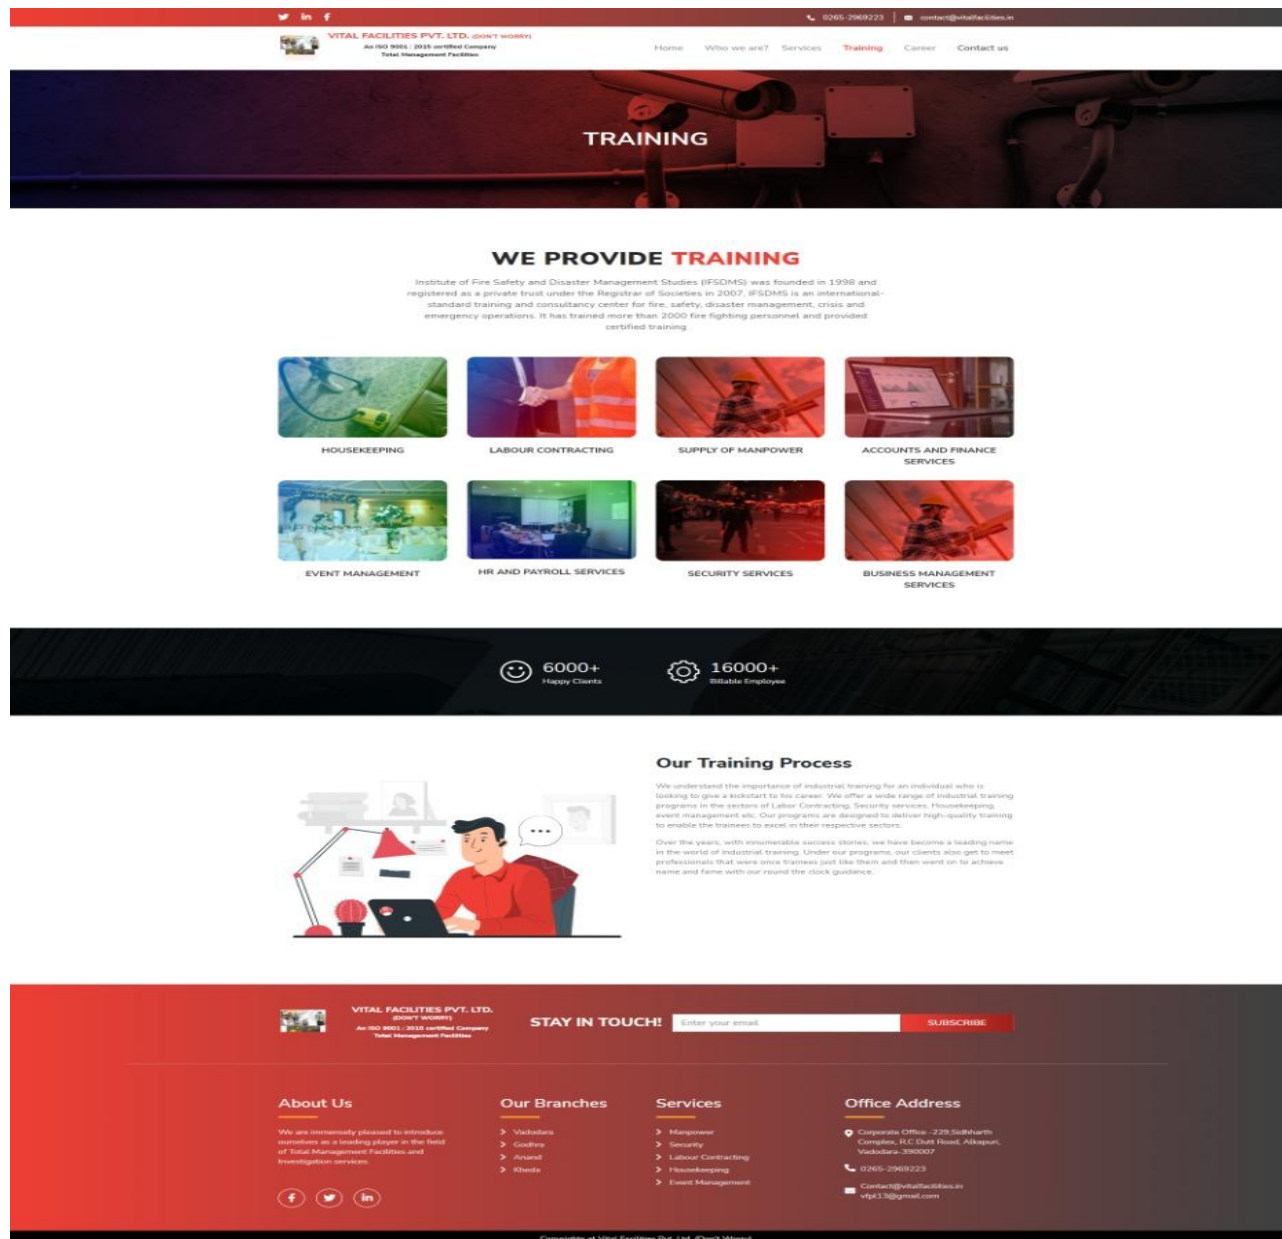 0265-2969223
contact@vitalfacilities.in
VITAL FACILITIES PVT. LTD. (DON'T WORRY)
An ISO 9001 : 2015 certified Company
Total Management Facilities
Home Who we are? Services Training Career Contact us
TRAINING
WE PROVIDE TRAINING
Institute of Fire Safety and Disaster Management Studies (IFSDMS) was founded in 1998 and
registered as a private trust under the Registrar of Societies in 2007, IFSDMS is an international-
standard training and consultancy center for fire, safety, disaster management, crisis and
emergency operations. It has trained more than 2000 fire fighting personnel and provided
certified training
HOUSEKEEPING
LABOUR CONTRACTING
SUPPLY OF MANPOWER
ACCOUNTS AND FINANCE
SERVICES
EVENT MANAGEMENT
HR AND PAYROLL SERVICES
SECURITY SERVICES
BUSINESS MANAGEMENT
SERVICES
6000+
Happy Clients
16000+
Billable Employee
Our Training Process
We understand the importance of industrial training for an individual who is
looking to give a kickstart to his career. We offer a wide range of industrial training
programs in the sectors of Labor Contracting, Security services, Housekeeping,
event management etc. Our programs are designed to deliver high-quality training
to enable the trainees to excel in their respective sectors.
Over the years, with innumerable success stories, we have become a leading name
in the world of Industrial training. Under our programs, our clients also get to meet
professionals that were once trainees just like them and then went on to achieve
name and fame with our round the clock guidance.
VITAL FACILITIES PVT. LTD.
(DON'T WORRY)
An ISO 9001 : 2015 certified Company
Total Management Facilities
STAY IN TOUCH!
Enter your email
SUBSCRIBE
About Us
We are immensely pleased to introduce
ourselves as a leading player in the field
of Total Management Facilities and
Investigation services.
Our Branches
Vadodara
Godhra
Anand
Kheda
Services
Manpower
Security
Labour Contracting
Housekeeping
Event Management
Office Address
Corporate Office -229,Sidhharth
Complex, R.C Dutt Road, Alkapuri,
Vadodara-390007
0265-2969223
Contact@vitalfacilities.in
vfpl13@gmail.com
Copyrights at Vital Facilities Pvt. Ltd. (Don't Worry)